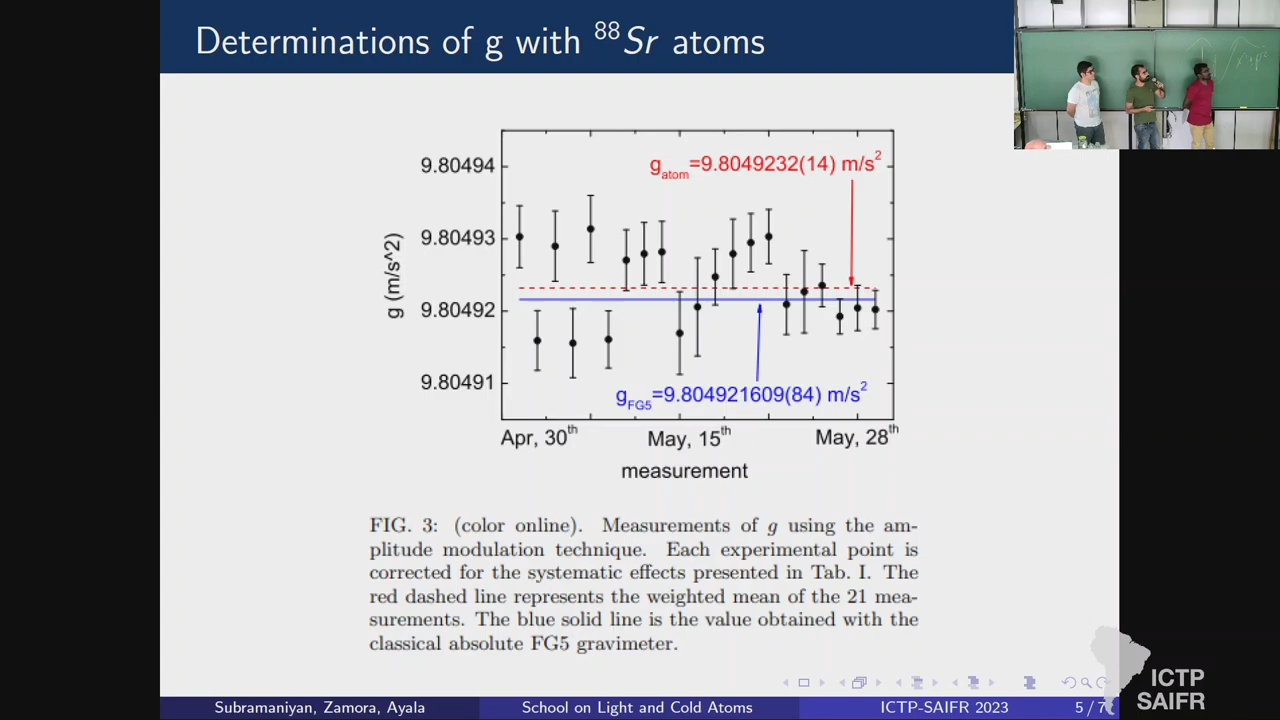 Determinations of g with ⁸⁸Sr atoms
9.80494
9.80493
9.80492
9.80491
g (m/s^2)
g_atom=9.8049232(14) m/s²
g_FG5=9.804921609(84) m/s²
Apr, 30th
May, 15th
May, 28th
measurement
FIG. 3: (color online). Measurements of g using the am-
plitude modulation technique. Each experimental point is
corrected for the systematic effects presented in Tab. I. The
red dashed line represents the weighted mean of the 21 mea-
surements. The blue solid line is the value obtained with the
classical absolute FG5 gravimeter.
Subramaniyan, Zamora, Ayala
School on Light and Cold Atoms
ICTP-SAIFR 2023
5 / 7
ICTP
SAIFR